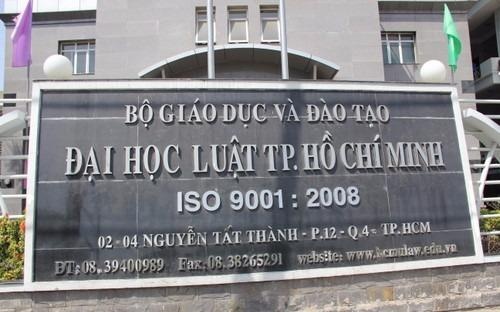 BỘ GIÁO DỤC VÀ ĐÀO TẠO
ĐẠI HỌC LUẬT TP. HỒ CHÍ MINH
ISO 9001 : 2008
02 - 04 NGUYỄN TẤT THÀNH - P.12 - Q.4 - TP.HCM
ĐT: 08. 39400989 Fax: 08.38265291 website: www.hcmulaw.edu.vn